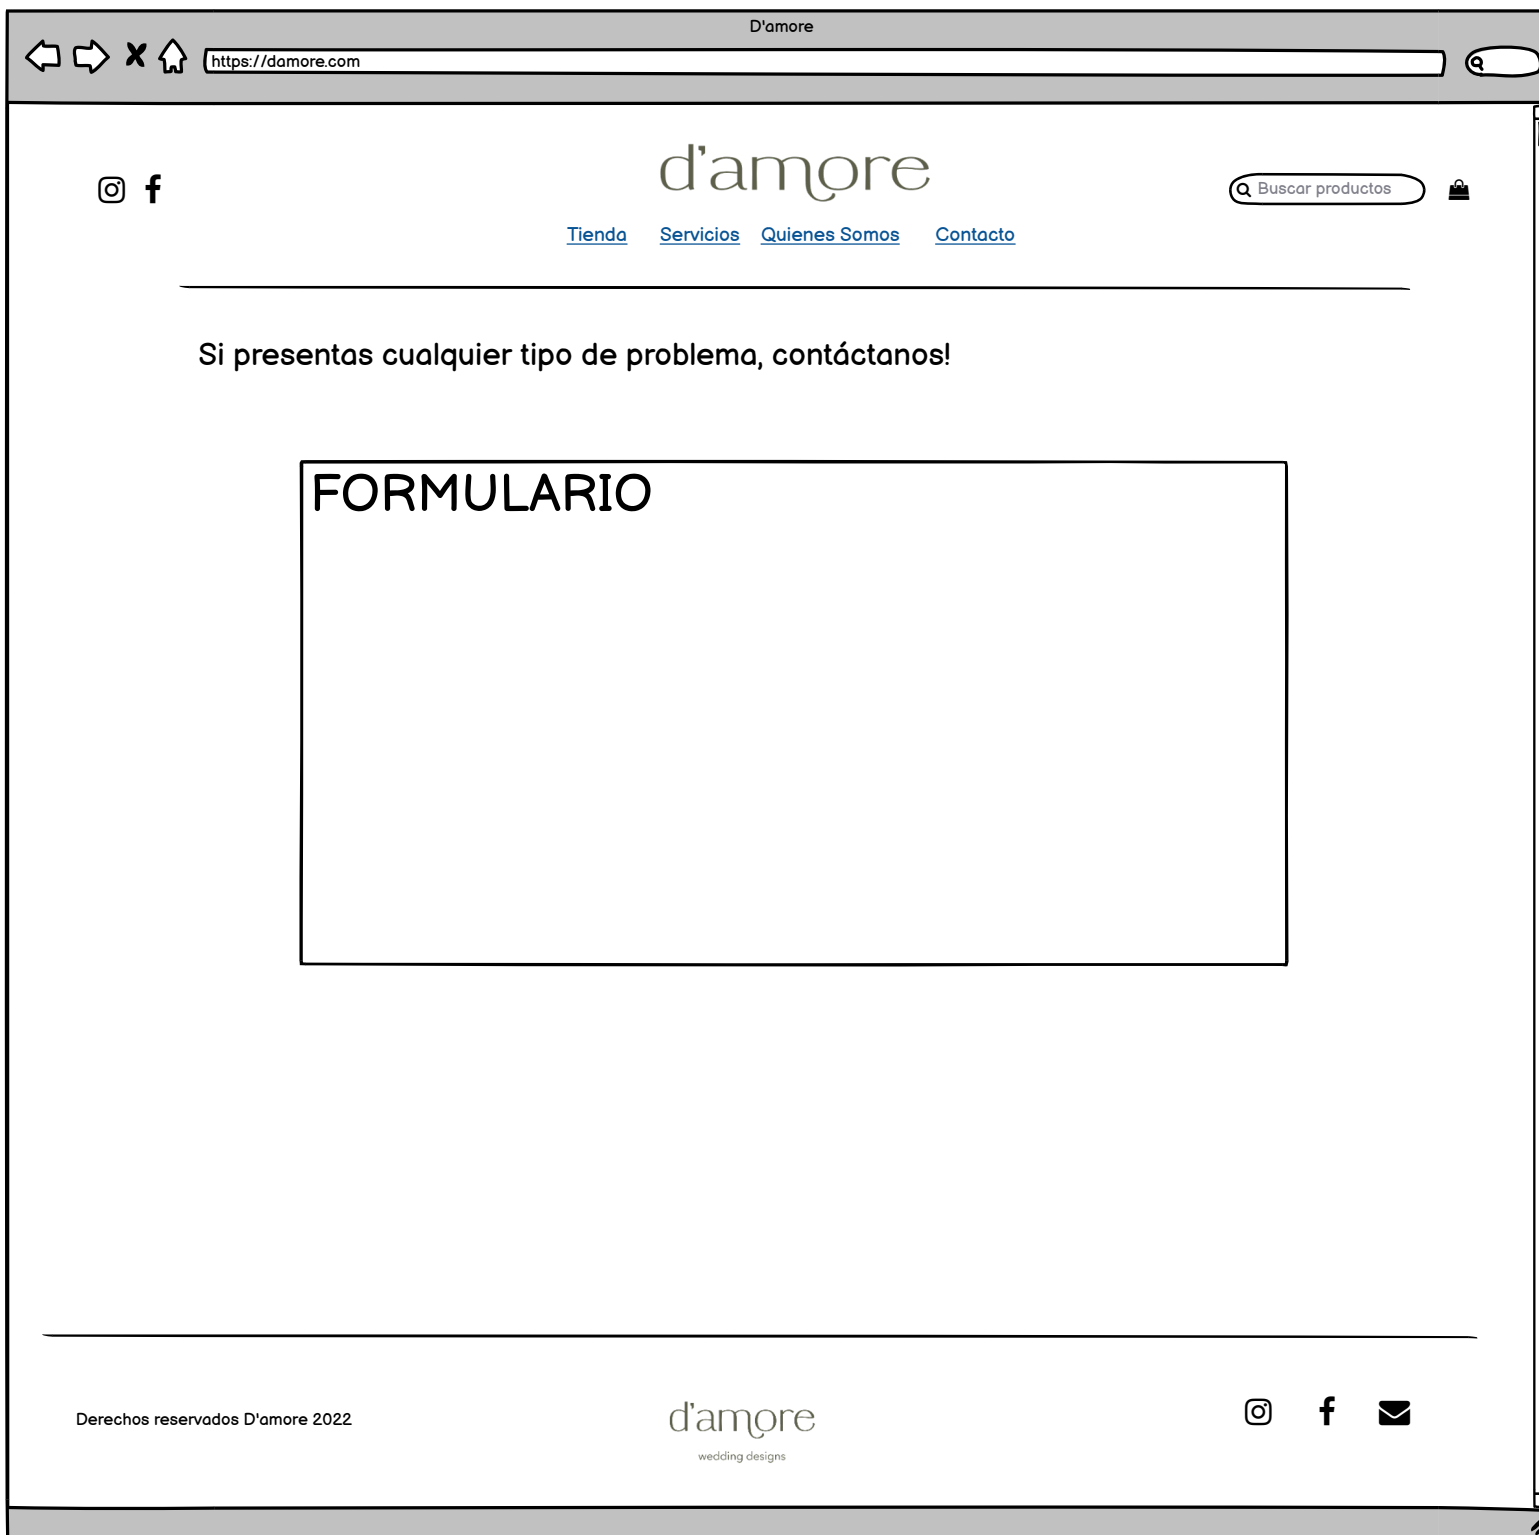 D'amore
https://damore.com
d'amore
Buscar productos
Tienda Servicios Quienes Somos Contacto
Si presentas cualquier tipo de problema, contáctanos!
FORMULARIO
Derechos reservados D'amore 2022
d'amore
wedding designs